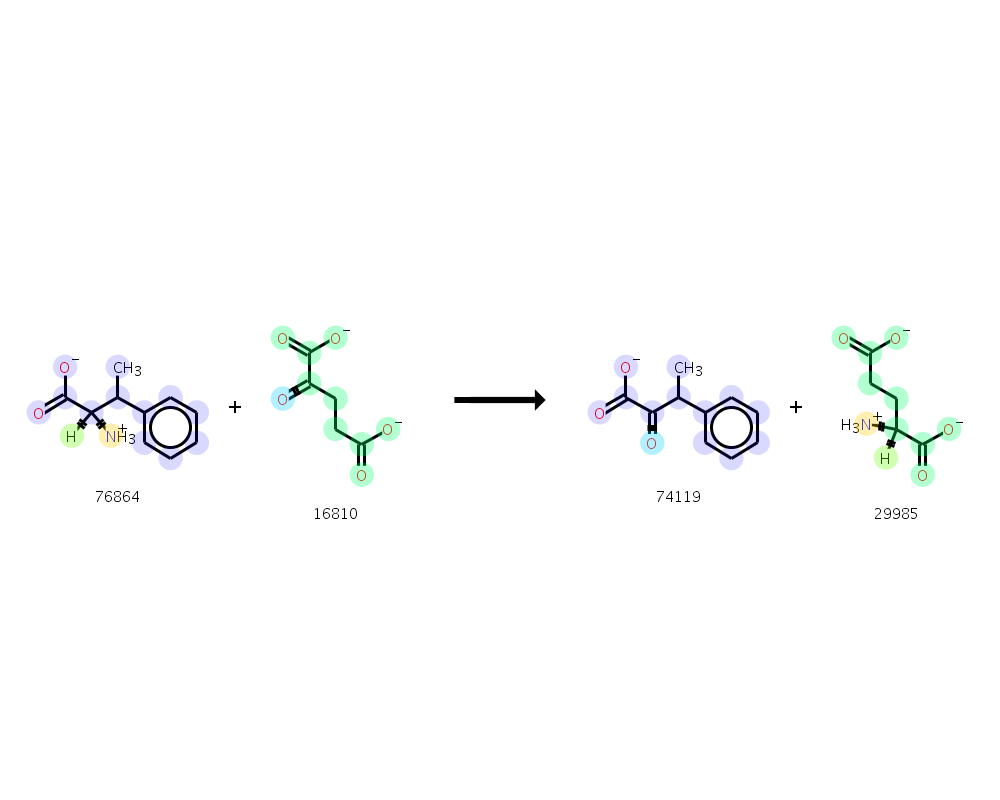 O⁻ CH₃ O H NH₃⁺
76864
+
O O⁻ O O⁻ O
16810
O⁻ CH₃ O O
74119
+
O O⁻ H₃N⁺ O⁻ H O
29985